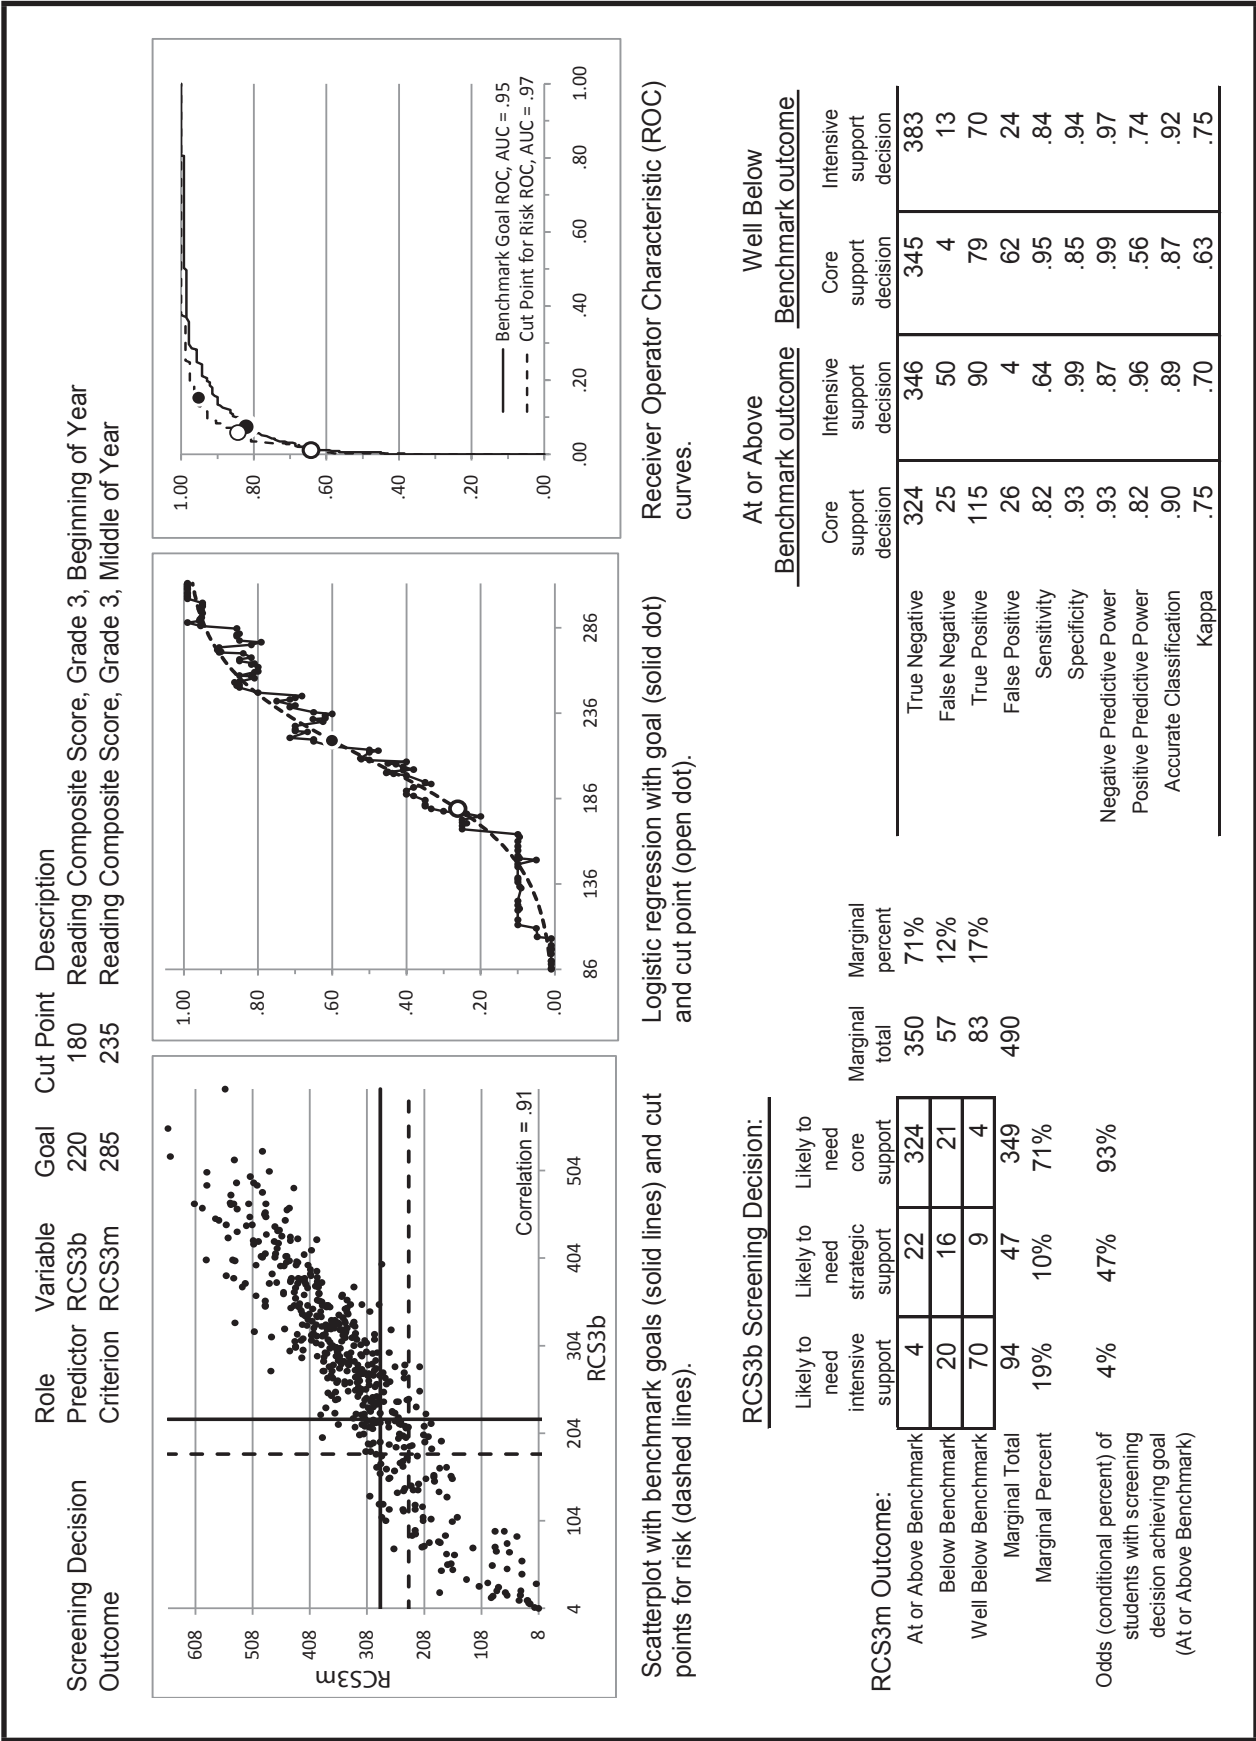 Role Variable Goal Cut Point Description
Screening Decision Predictor RCS3b 220 180 Reading Composite Score, Grade 3, Beginning of Year
Outcome Criterion RCS3m 285 235 Reading Composite Score, Grade 3, Middle of Year
608
508
408
308
208
108
8
RCS3m
4 104 204 304 404 504
RCS3b
Correlation = .91
Scatterplot with benchmark goals (solid lines) and cut
points for risk (dashed lines).
1.00
.80
.60
.40
.20
.00
86 136 186 236 286
Logistic regression with goal (solid dot)
and cut point (open dot).
1.00
.80
.60
.40
.20
.00
.00 .20 .40 .60 .80 1.00
Benchmark Goal ROC, AUC = .95
Cut Point for Risk ROC, AUC = .97
Receiver Operator Characteristic (ROC)
curves.
RCS3b Screening Decision:
RCS3m Outcome:
Likely to need intensive support
Likely to need strategic support
Likely to need core support
Marginal total
Marginal percent
At or Above Benchmark 4 22 324 350 71%
Below Benchmark 20 16 21 57 12%
Well Below Benchmark 70 9 4 83 17%
Marginal Total 94 47 349 490
Marginal Percent 19% 10% 71%
Odds (conditional percent) of
students with screening
decision achieving goal
(At or Above Benchmark)
4% 47% 93%
At or Above
Benchmark outcome
Well Below
Benchmark outcome
Core support decision
Intensive support decision
Core support decision
Intensive support decision
True Negative 324 346 345 383
False Negative 25 50 4 13
True Positive 115 90 79 70
False Positive 26 4 62 24
Sensitivity .82 .64 .95 .84
Specificity .93 .99 .85 .94
Negative Predictive Power .93 .87 .99 .97
Positive Predictive Power .82 .96 .56 .74
Accurate Classification .90 .89 .87 .92
Kappa .75 .70 .63 .75